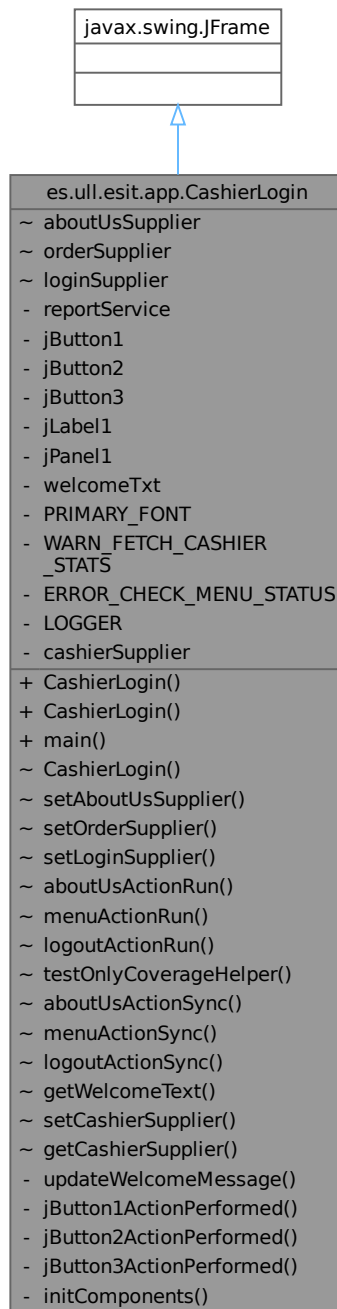 javax.swing.JFrame
es.ull.esit.app.CashierLogin
~ aboutUsSupplier
~ orderSupplier
~ loginSupplier
- reportService
- jButton1
- jButton2
- jButton3
- jLabel1
- jPanel1
- welcomeTxt
- PRIMARY_FONT
- WARN_FETCH_CASHIER
_STATS
- ERROR_CHECK_MENU_STATUS
- LOGGER
- cashierSupplier
+ CashierLogin()
+ CashierLogin()
+ main()
~ CashierLogin()
~ setAboutUsSupplier()
~ setOrderSupplier()
~ setLoginSupplier()
~ aboutUsActionRun()
~ menuActionRun()
~ logoutActionRun()
~ testOnlyCoverageHelper()
~ aboutUsActionSync()
~ menuActionSync()
~ logoutActionSync()
~ getWelcomeText()
~ setCashierSupplier()
~ getCashierSupplier()
- updateWelcomeMessage()
- jButton1ActionPerformed()
- jButton2ActionPerformed()
- jButton3ActionPerformed()
- initComponents()